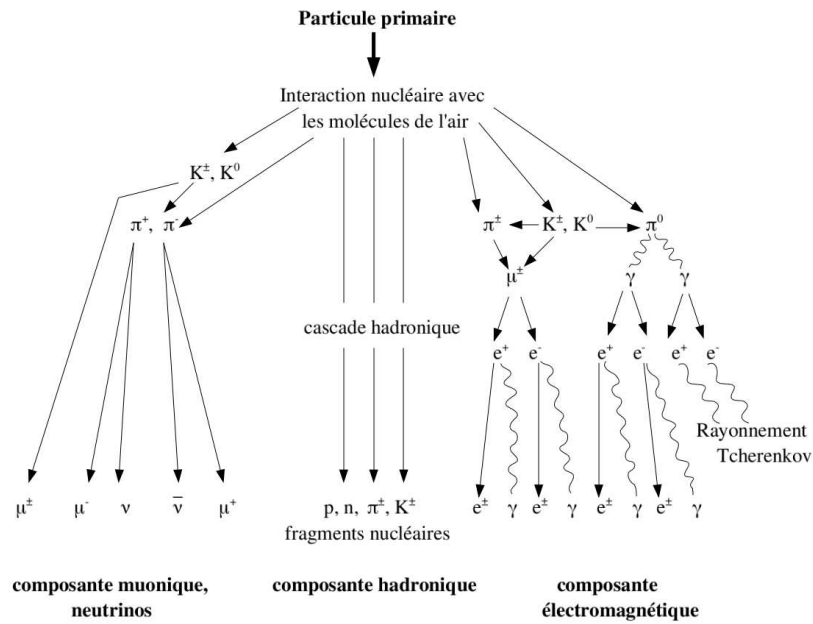 Particule primaire
Interaction nucléaire avec
les molécules de l'air
K±, K⁰
π⁺, π⁻
π±
K±, K⁰
π⁰
μ±
γ
γ
cascade hadronique
e⁺
e⁻
e⁺
e⁻
e⁺
e⁻
Rayonnement
Tcherenkov
μ±
μ⁻
ν
ν̅
μ⁺
p, n, π±, K±
fragments nucléaires
e±
γ
e±
γ
e±
γ
e±
γ
composante muonique,
neutrinos
composante hadronique
composante
électromagnétique